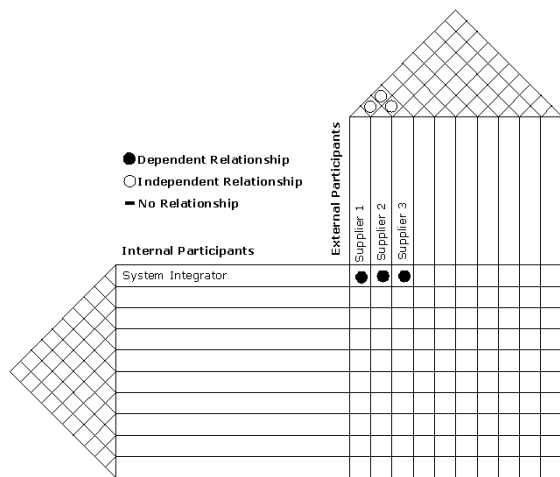 Dependent Relationship
Independent Relationship
No Relationship
External Participants
Supplier 1
Supplier 2
Supplier 3
Internal Participants
System Integrator